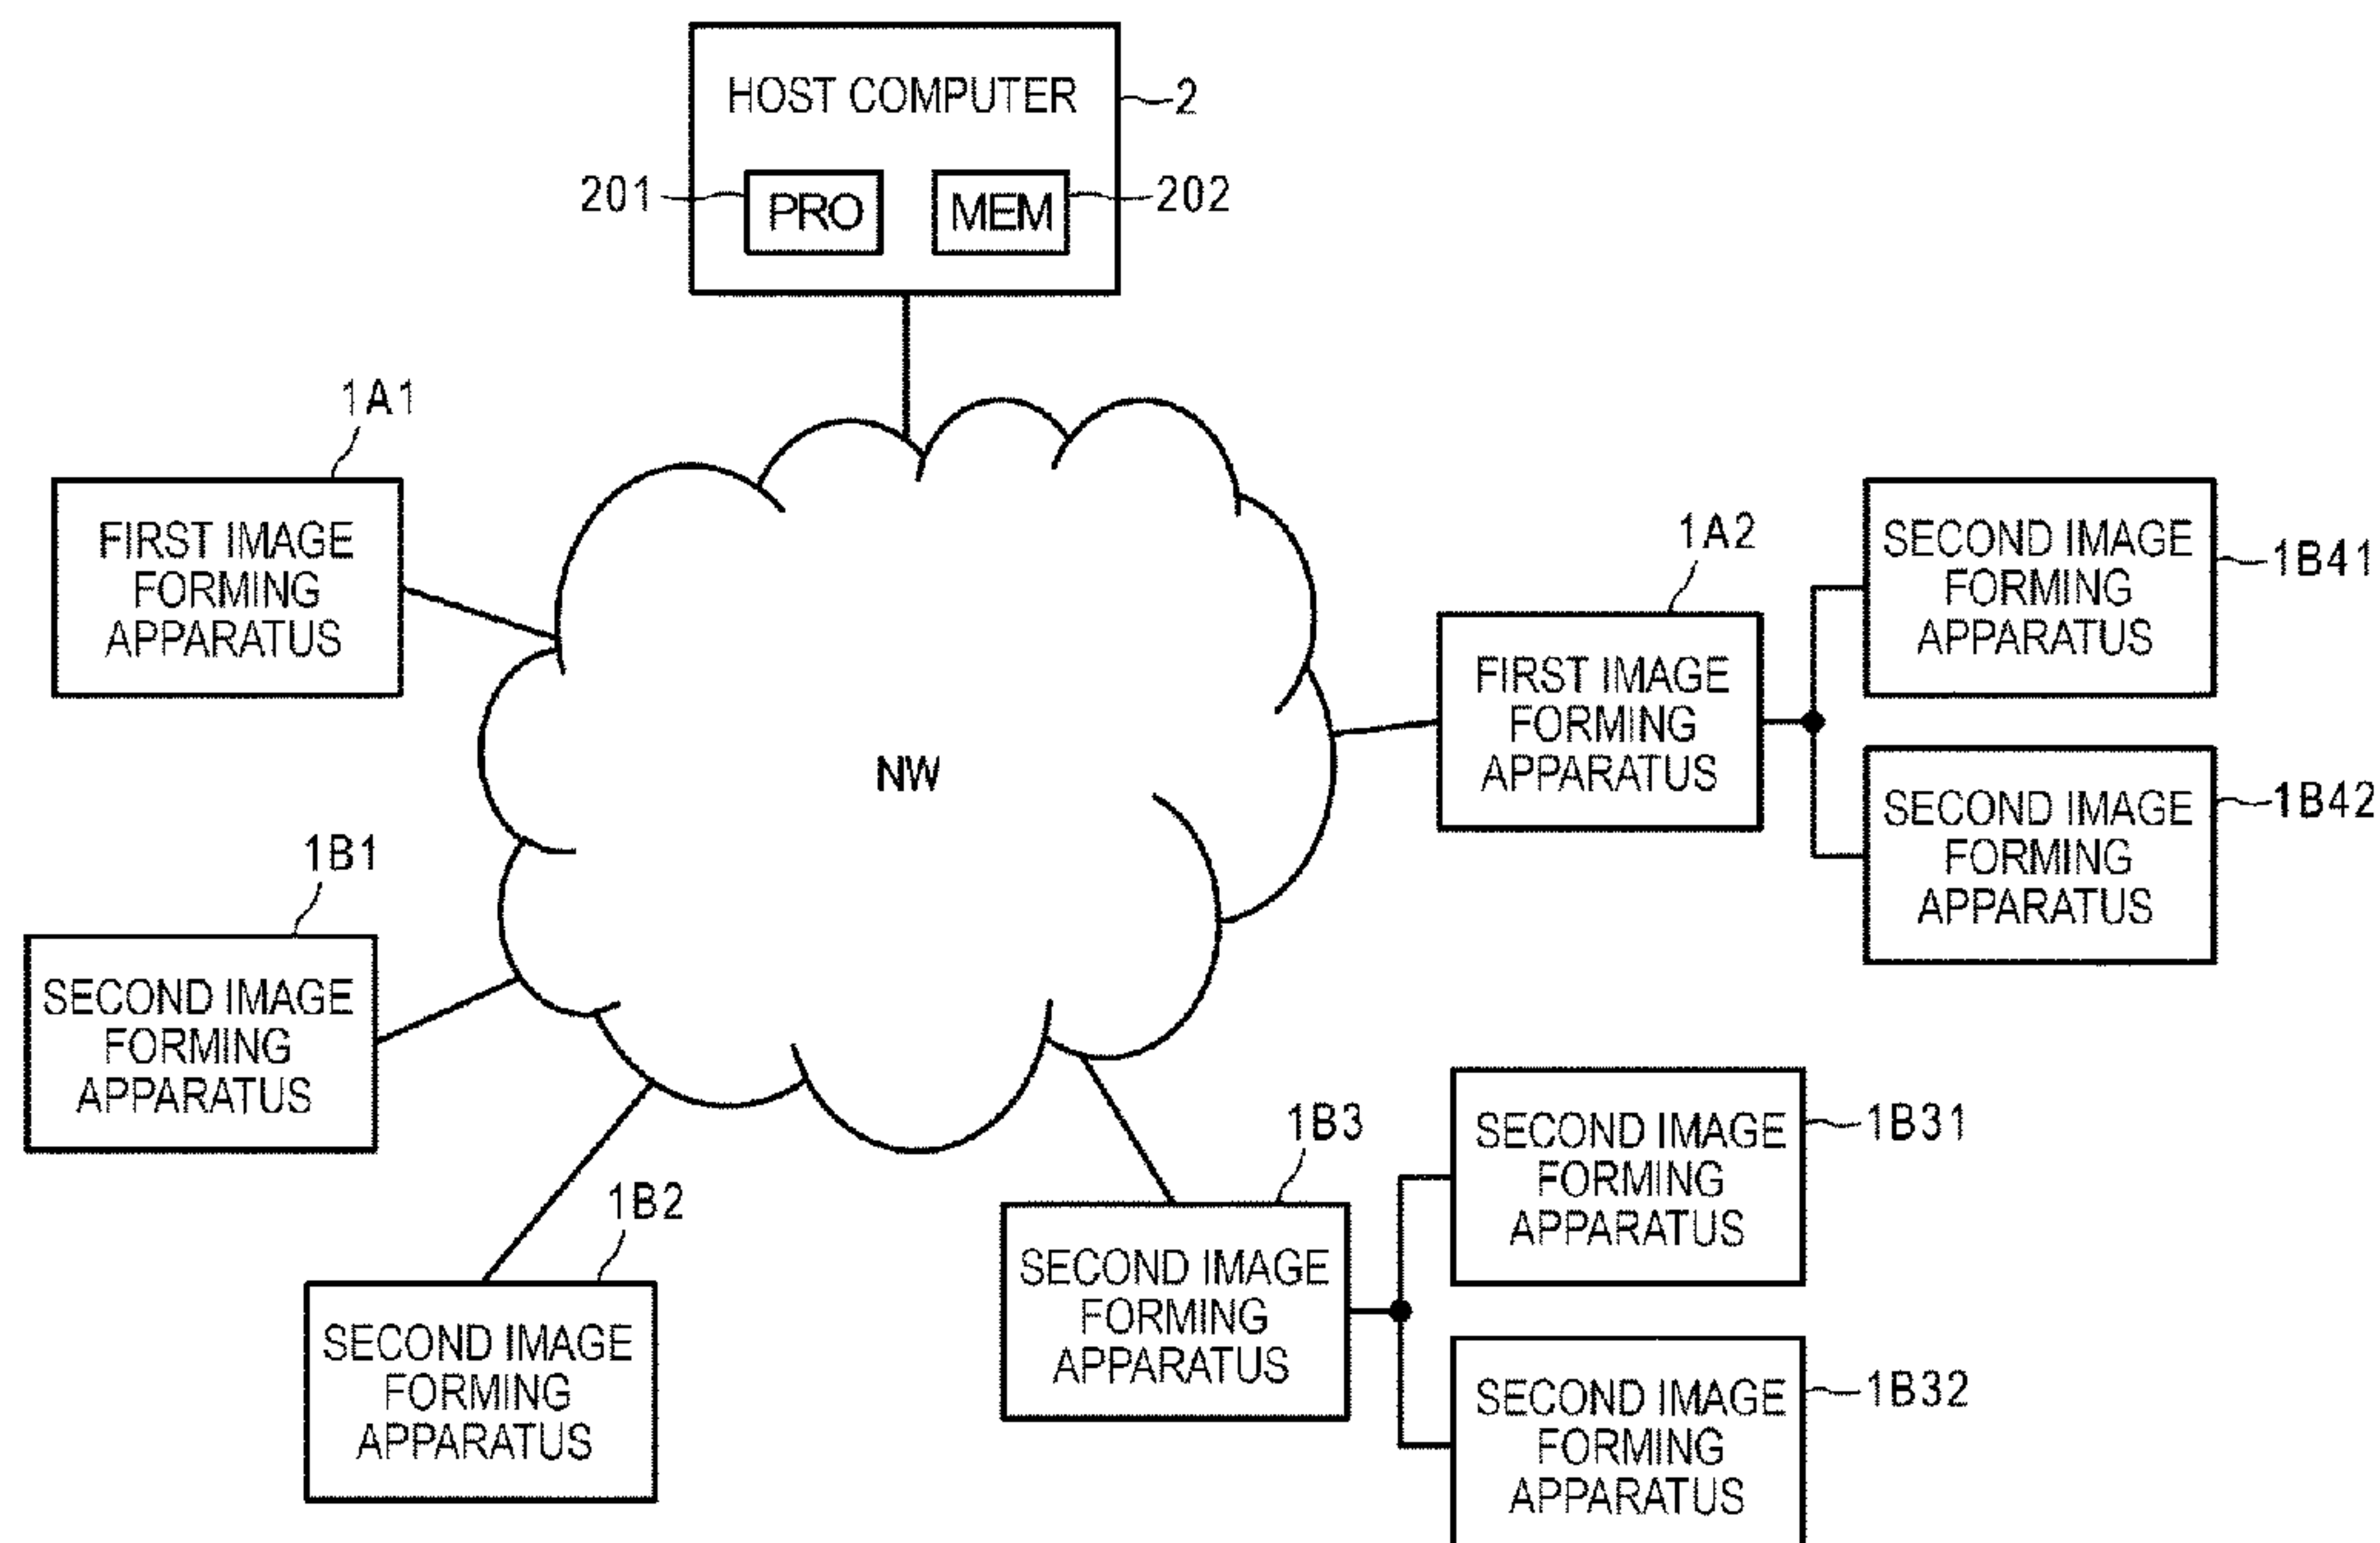 HOST COMPUTER
2
201
PRO
MEM
202
1A1
FIRST IMAGE
FORMING
APPARATUS
1A2
FIRST IMAGE
FORMING
APPARATUS
SECOND IMAGE
FORMING
APPARATUS
1B41
SECOND IMAGE
FORMING
APPARATUS
1B42
NW
1B1
SECOND IMAGE
FORMING
APPARATUS
1B2
SECOND IMAGE
FORMING
APPARATUS
1B3
SECOND IMAGE
FORMING
APPARATUS
SECOND IMAGE
FORMING
APPARATUS
1B31
SECOND IMAGE
FORMING
APPARATUS
1B32